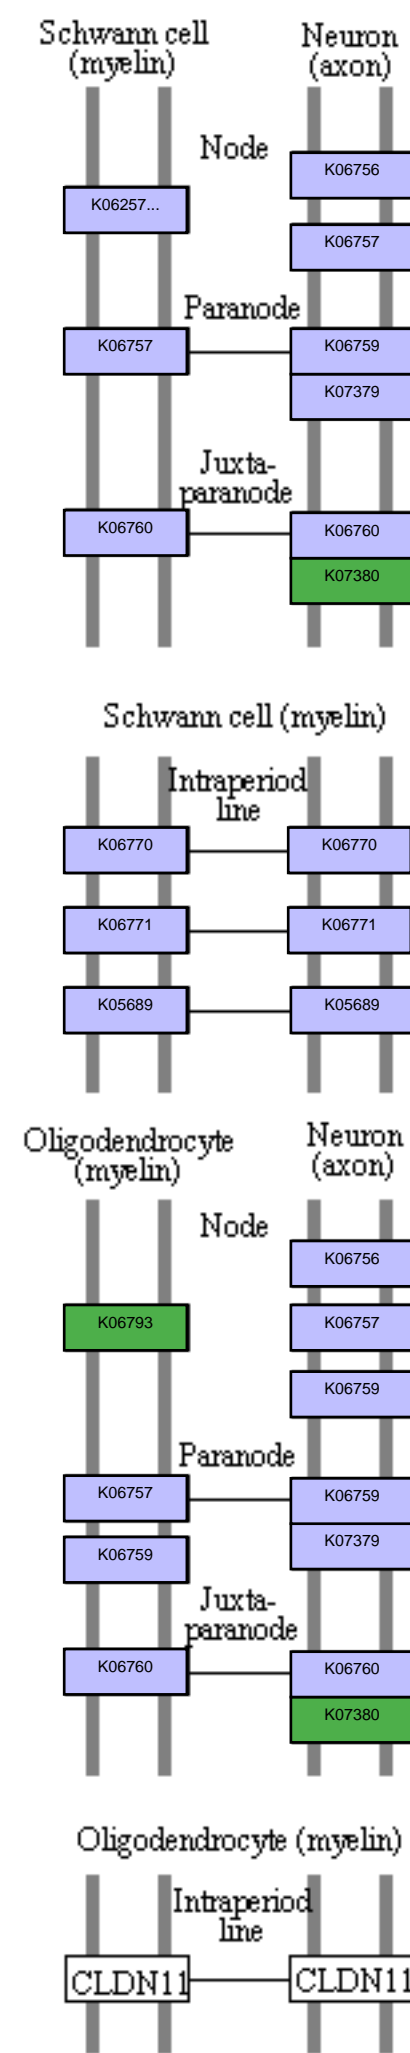 Schwann cell
(myelin)
Neuron
(axon)
Node
K06756
K06257...
K06757
Paranode
K06757
K06759
K07379
Juxta-
paranode
K06760
K06760
K07380
Schwann cell (myelin)
Intraperiod
line
K06770
K06770
K06771
K06771
K05689
K05689
Oligodendrocyte
(myelin)
Neuron
(axon)
Node
K06756
K06793
K06757
K06759
Paranode
K06757
K06759
K07379
K06759
Juxta-
paranode
K06760
K06760
K07380
Oligodendrocyte (myelin)
Intraperiod
line
CLDN11
CLDN11